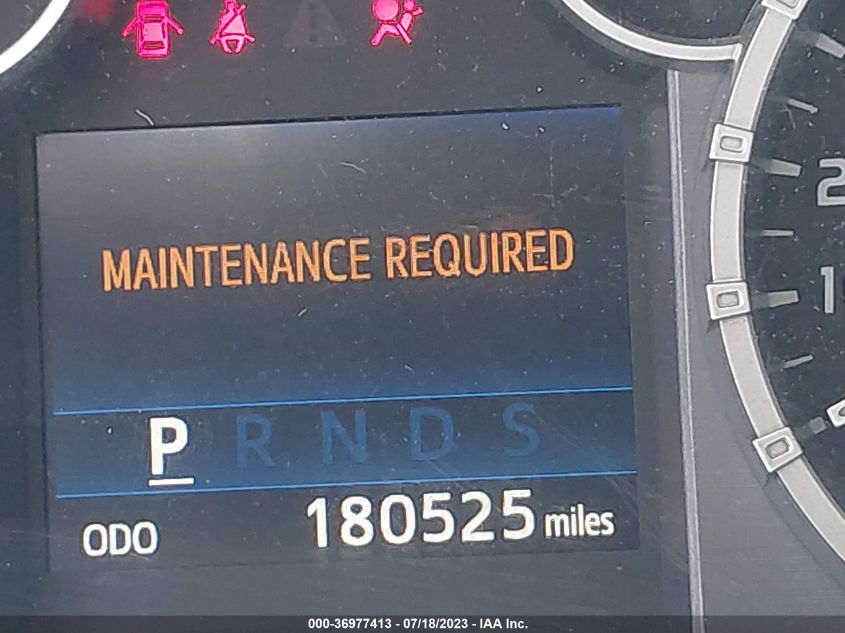 MAINTENANCE REQUIRED
P R N D S
ODO 180525 miles
000-36977413 - 07/18/2023 - IAA Inc.